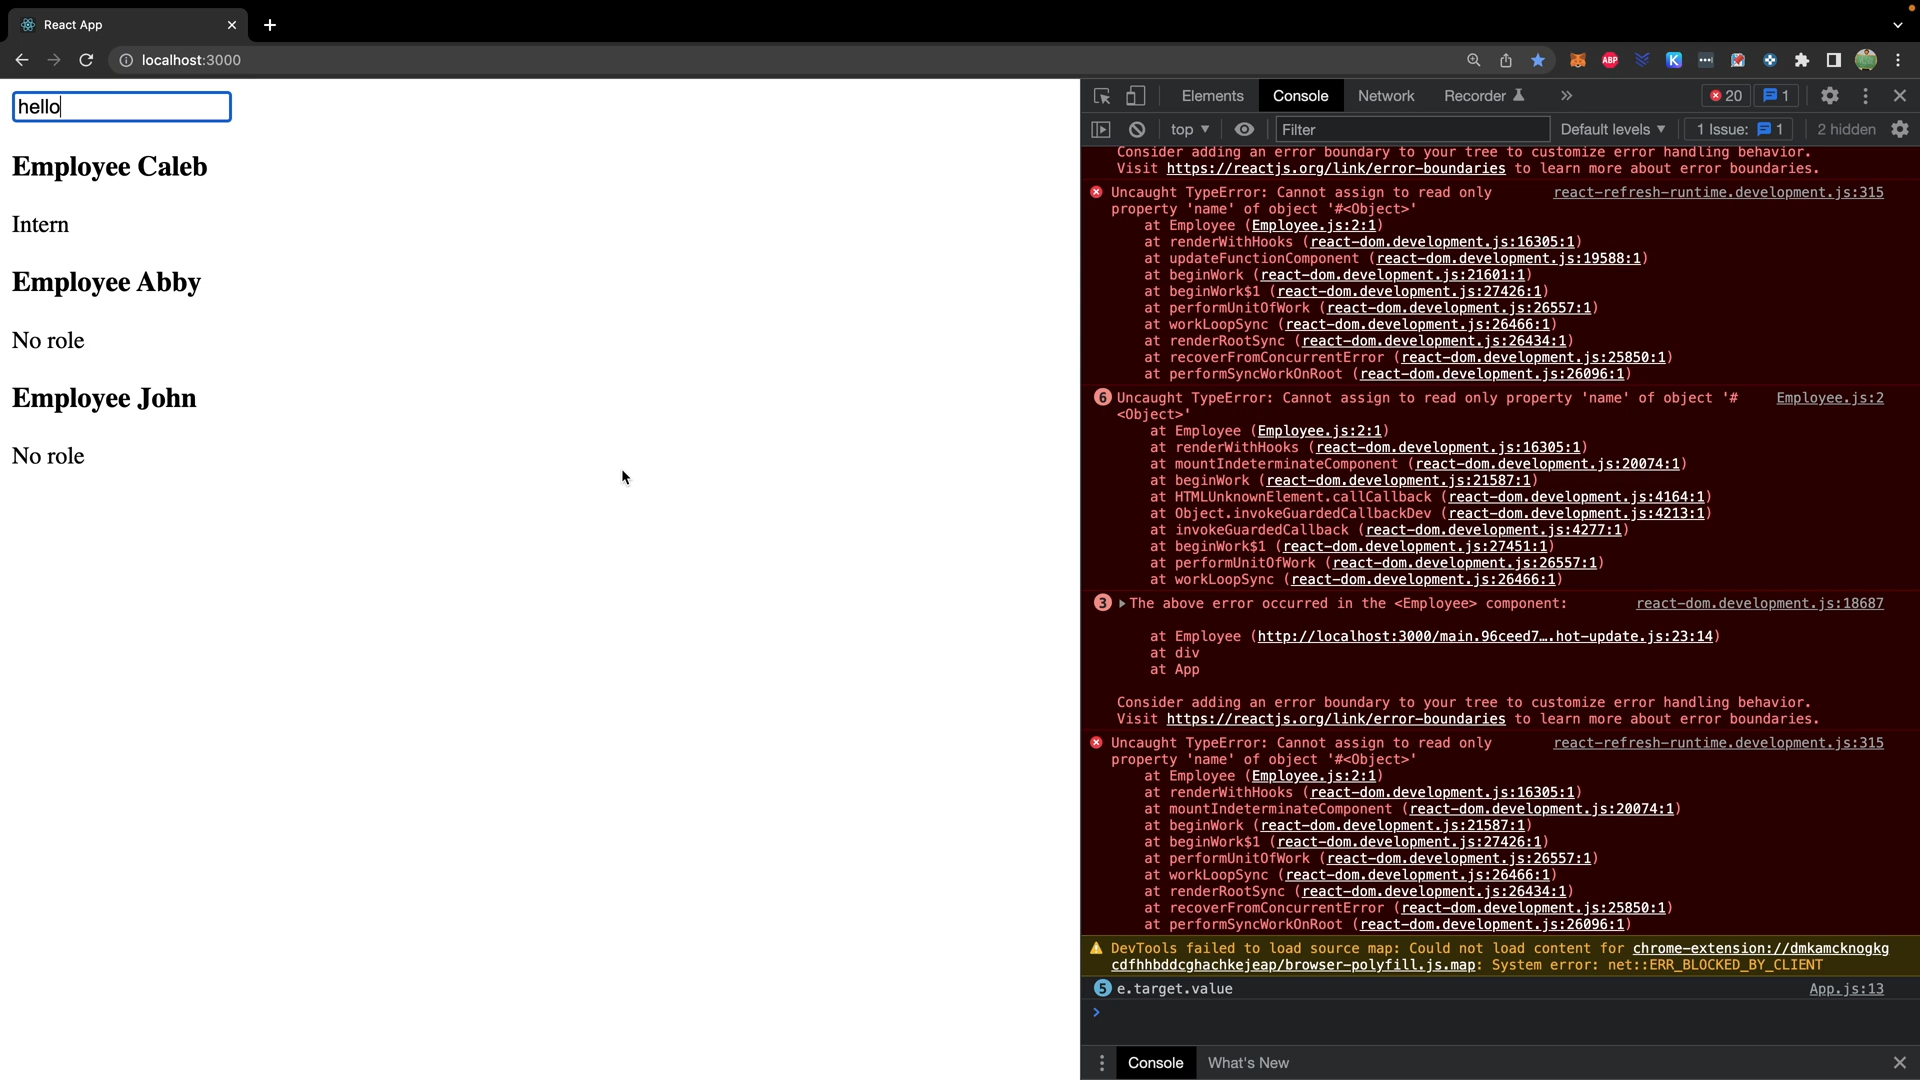 React App
localhost:3000
ABP
K
hello
Employee Caleb
Intern
Employee Abby
No role
Employee John
No role
Elements Console Network Recorder » 20 1
top ▼ Filter Default levels ▼ 1 Issue: 1 2 hidden
Consider adding an error boundary to your tree to customize error handling behavior.
Visit https://reactjs.org/link/error-boundaries to learn more about error boundaries.
Uncaught TypeError: Cannot assign to read only react-refresh-runtime.development.js:315
property 'name' of object '#<Object>'
at Employee (Employee.js:2:1)
at renderWithHooks (react-dom.development.js:16305:1)
at updateFunctionComponent (react-dom.development.js:19588:1)
at beginWork (react-dom.development.js:21601:1)
at beginWork$1 (react-dom.development.js:27426:1)
at performUnitOfWork (react-dom.development.js:26557:1)
at workLoopSync (react-dom.development.js:26466:1)
at renderRootSync (react-dom.development.js:26434:1)
at recoverFromConcurrentError (react-dom.development.js:25850:1)
at performSyncWorkOnRoot (react-dom.development.js:26096:1)
6 Uncaught TypeError: Cannot assign to read only property 'name' of object '# Employee.js:2
<Object>'
at Employee (Employee.js:2:1)
at renderWithHooks (react-dom.development.js:16305:1)
at mountIndeterminateComponent (react-dom.development.js:20074:1)
at beginWork (react-dom.development.js:21587:1)
at HTMLUnknownElement.callCallback (react-dom.development.js:4164:1)
at Object.invokeGuardedCallbackDev (react-dom.development.js:4213:1)
at invokeGuardedCallback (react-dom.development.js:4277:1)
at beginWork$1 (react-dom.development.js:27451:1)
at performUnitOfWork (react-dom.development.js:26557:1)
at workLoopSync (react-dom.development.js:26466:1)
3 ▶The above error occurred in the <Employee> component: react-dom.development.js:18687
at Employee (http://localhost:3000/main.96ceed7….hot-update.js:23:14)
at div
at App
Consider adding an error boundary to your tree to customize error handling behavior.
Visit https://reactjs.org/link/error-boundaries to learn more about error boundaries.
Uncaught TypeError: Cannot assign to read only react-refresh-runtime.development.js:315
property 'name' of object '#<Object>'
at Employee (Employee.js:2:1)
at renderWithHooks (react-dom.development.js:16305:1)
at mountIndeterminateComponent (react-dom.development.js:20074:1)
at beginWork (react-dom.development.js:21587:1)
at beginWork$1 (react-dom.development.js:27426:1)
at performUnitOfWork (react-dom.development.js:26557:1)
at workLoopSync (react-dom.development.js:26466:1)
at renderRootSync (react-dom.development.js:26434:1)
at recoverFromConcurrentError (react-dom.development.js:25850:1)
at performSyncWorkOnRoot (react-dom.development.js:26096:1)
DevTools failed to load source map: Could not load content for chrome-extension://dmkamcknogkg
cdfhhbddcghachkejeap/browser-polyfill.js.map: System error: net::ERR_BLOCKED_BY_CLIENT
5 e.target.value App.js:13
Console What's New